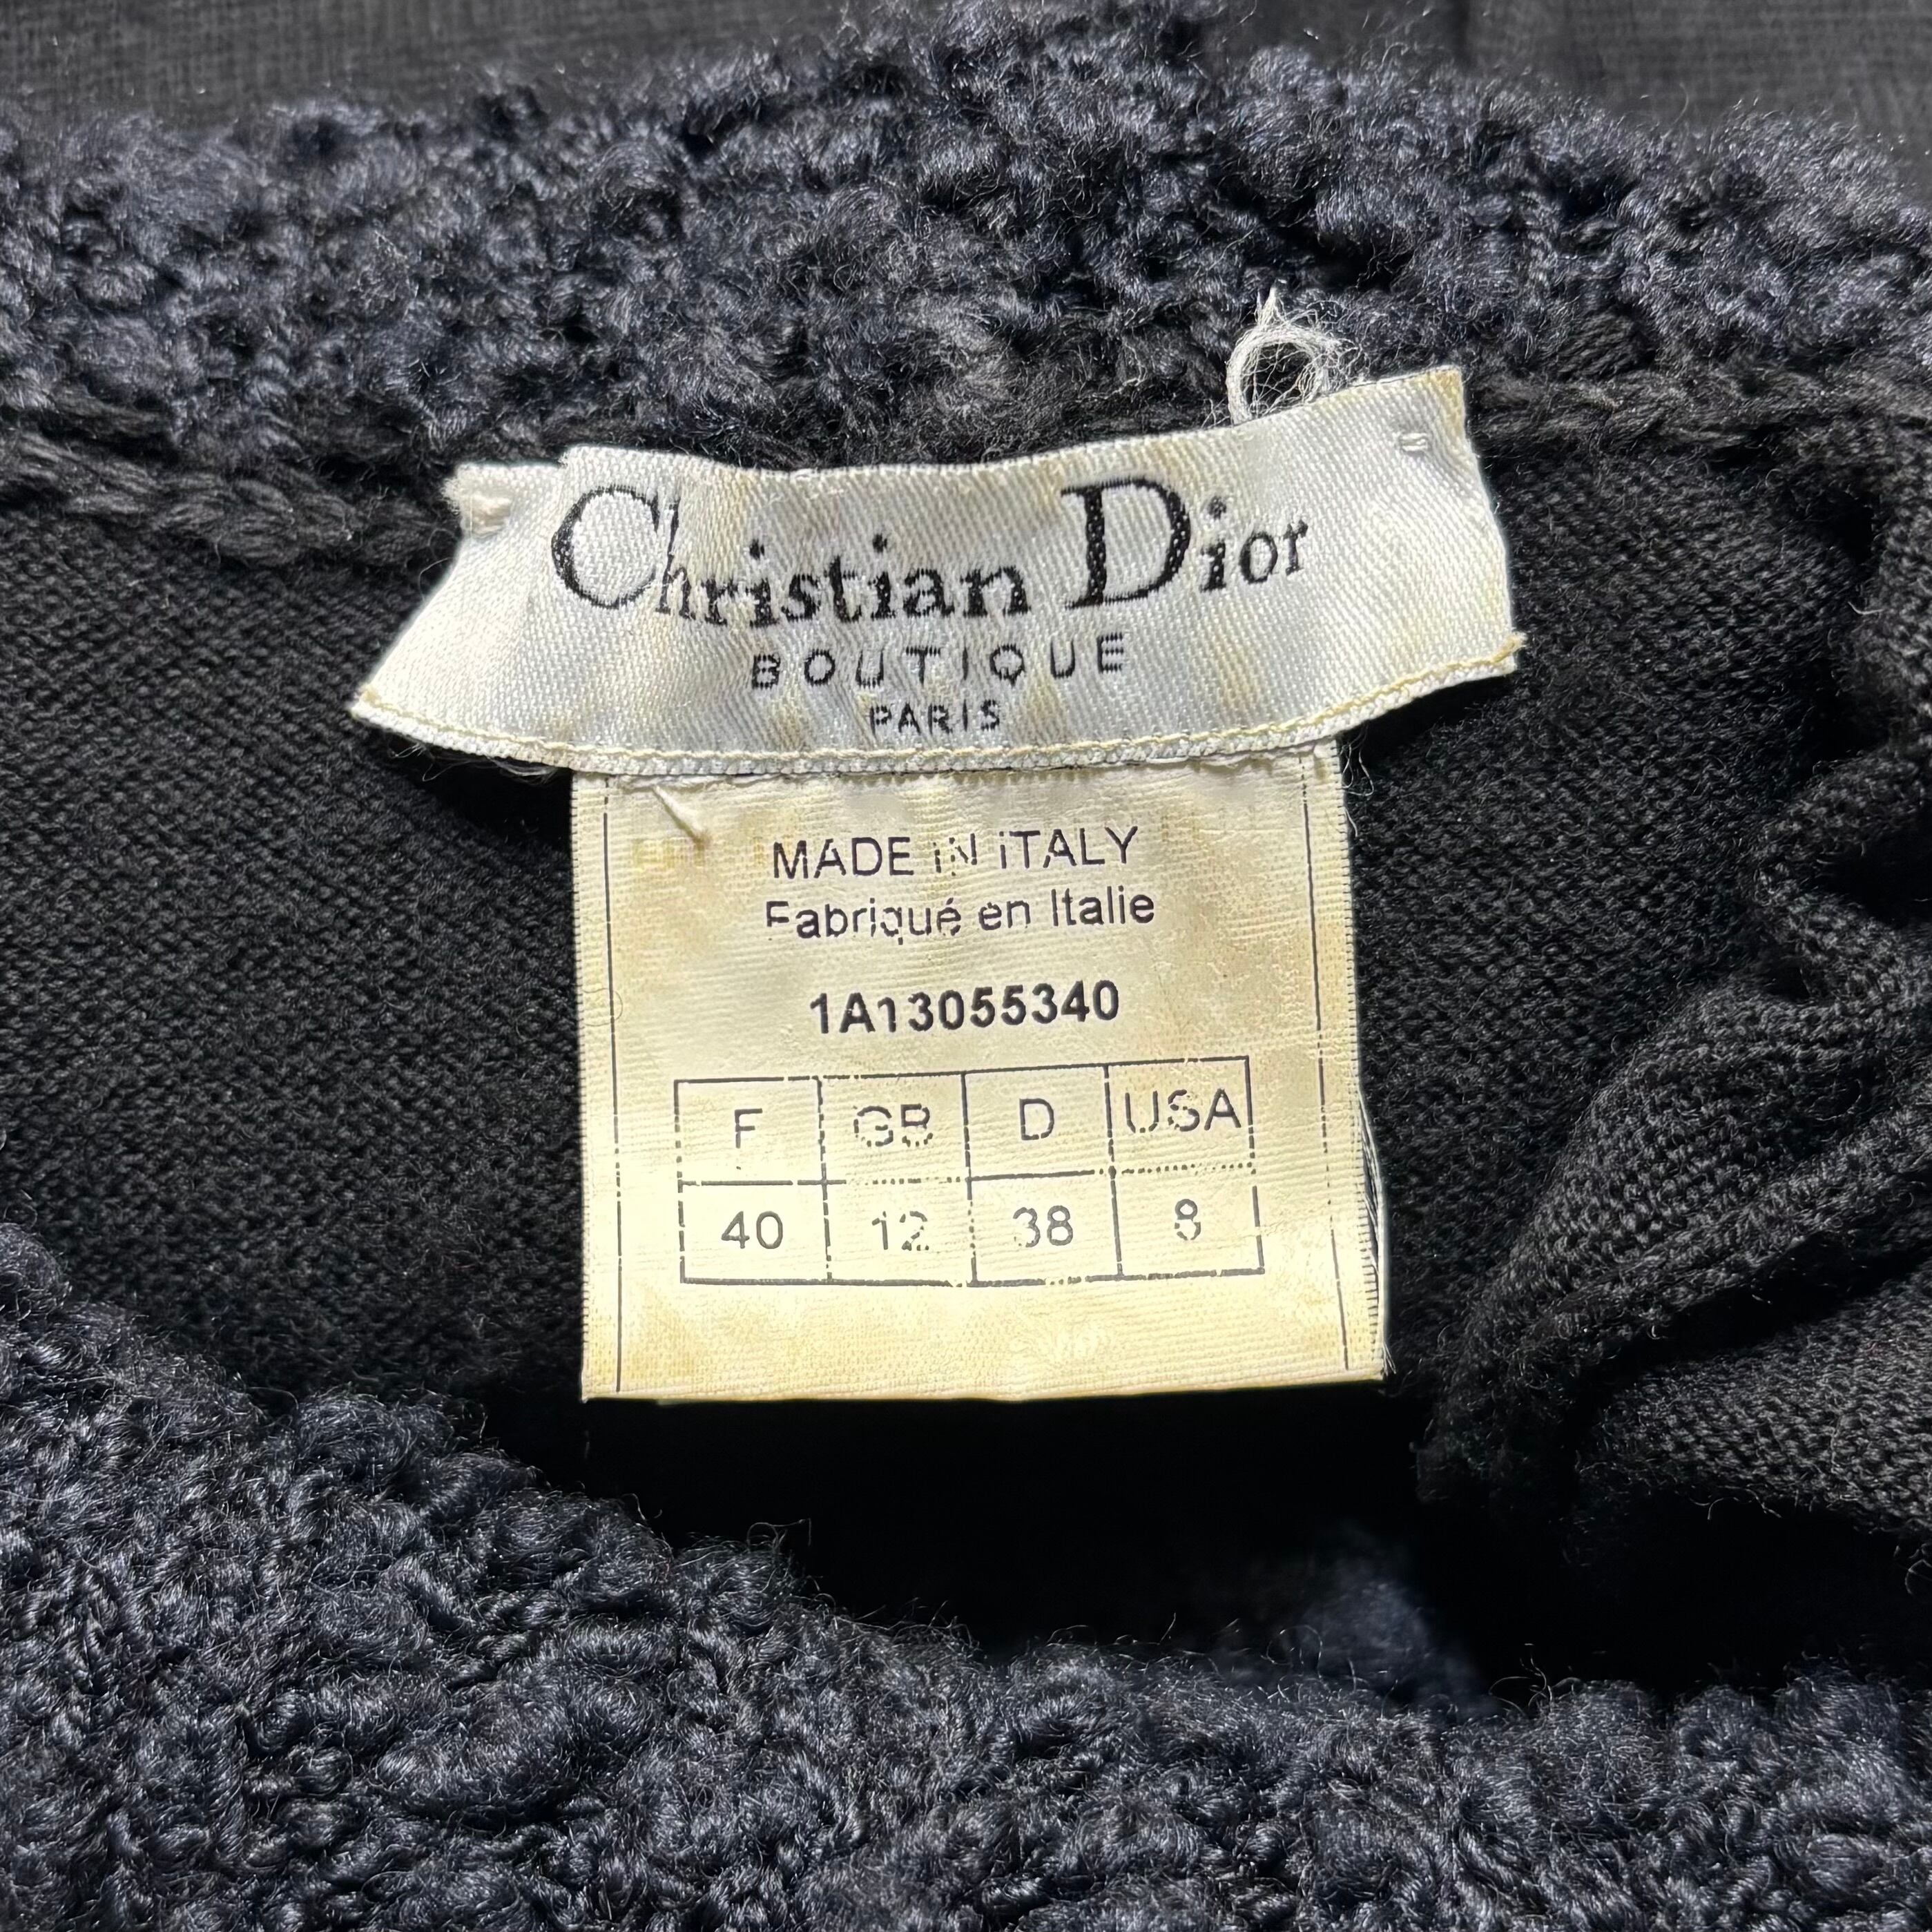 Christian Dior
BOUTIQUE
PARIS
MADE iN iTALY
Fabriqué en Italie
1A13055340
F GB D USA
40 12 38 8